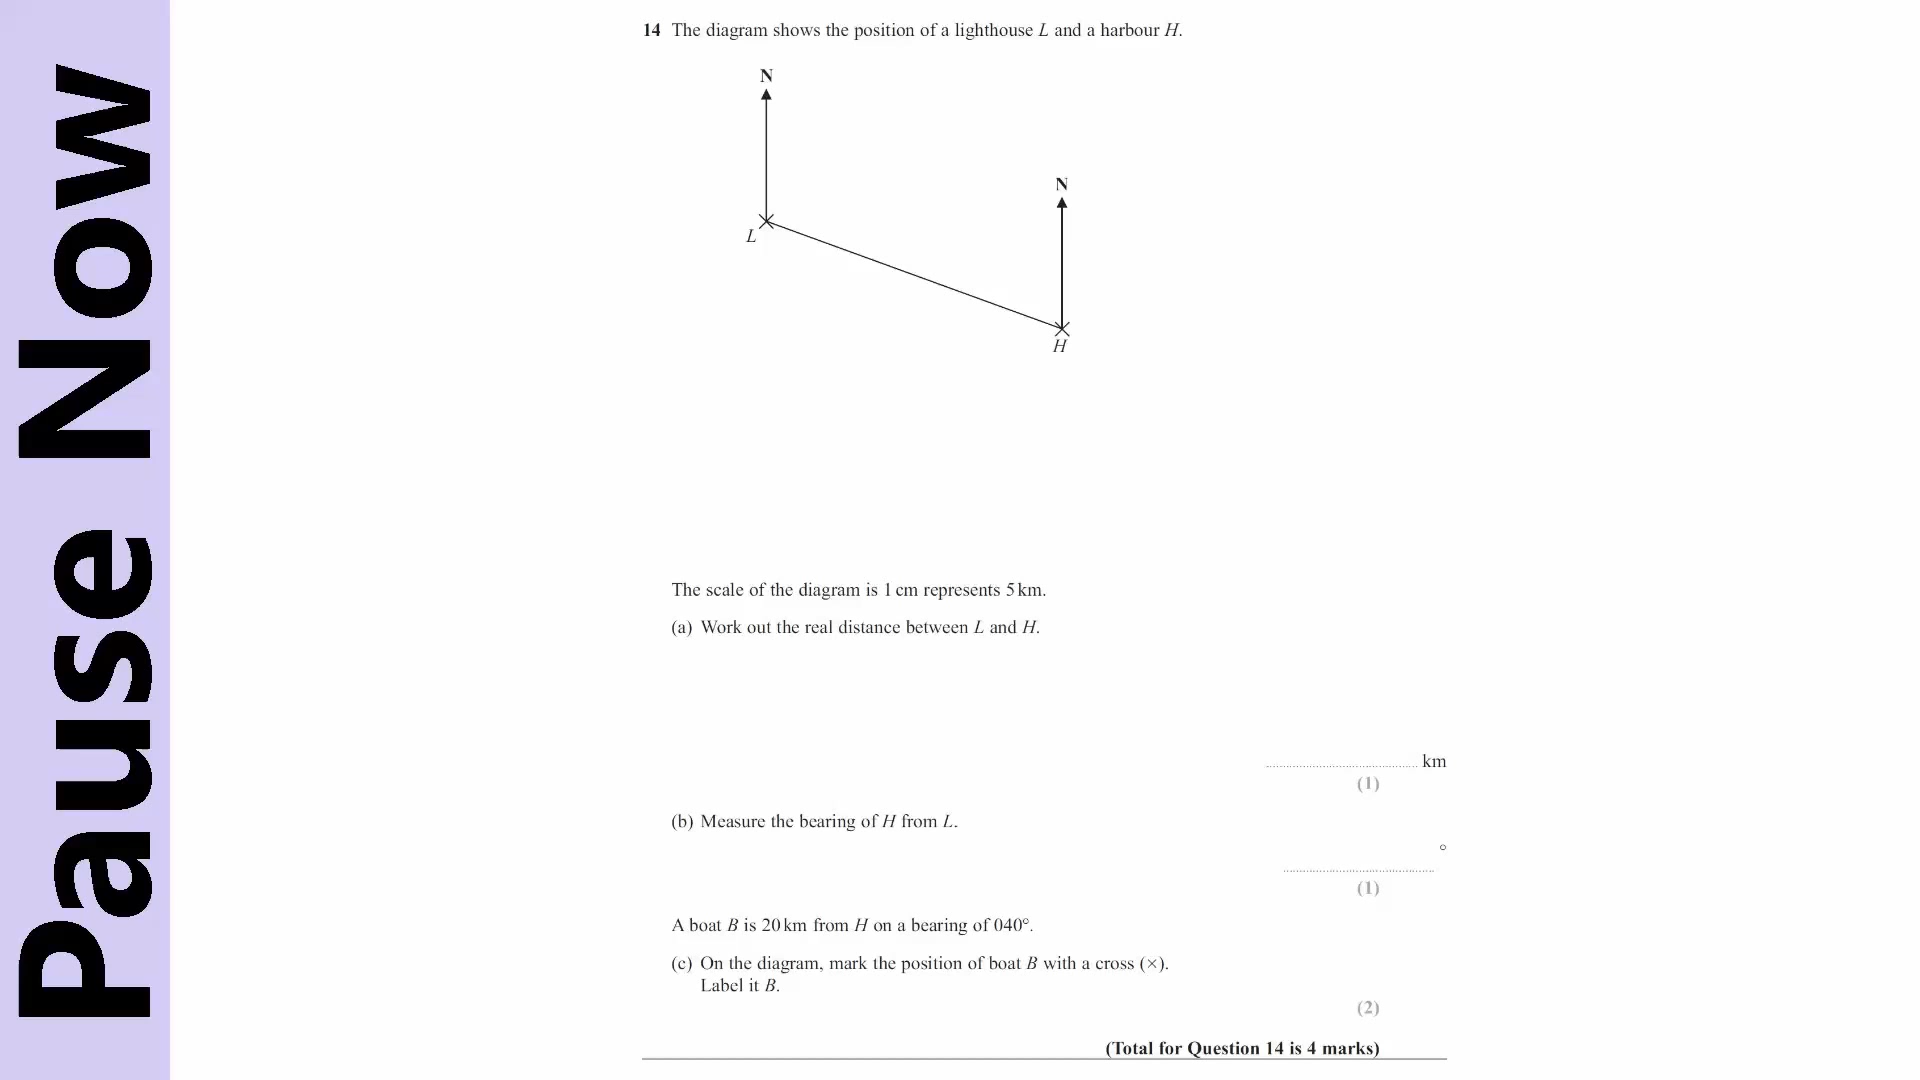 Pause Now
14 The diagram shows the position of a lighthouse L and a harbour H.
N
N
L
H
The scale of the diagram is 1 cm represents 5 km.
(a) Work out the real distance between L and H.
.............................................. km
(1)
(b) Measure the bearing of H from L.
°
..............................................
(1)
A boat B is 20 km from H on a bearing of 040°.
(c) On the diagram, mark the position of boat B with a cross (×).
Label it B.
(2)
(Total for Question 14 is 4 marks)